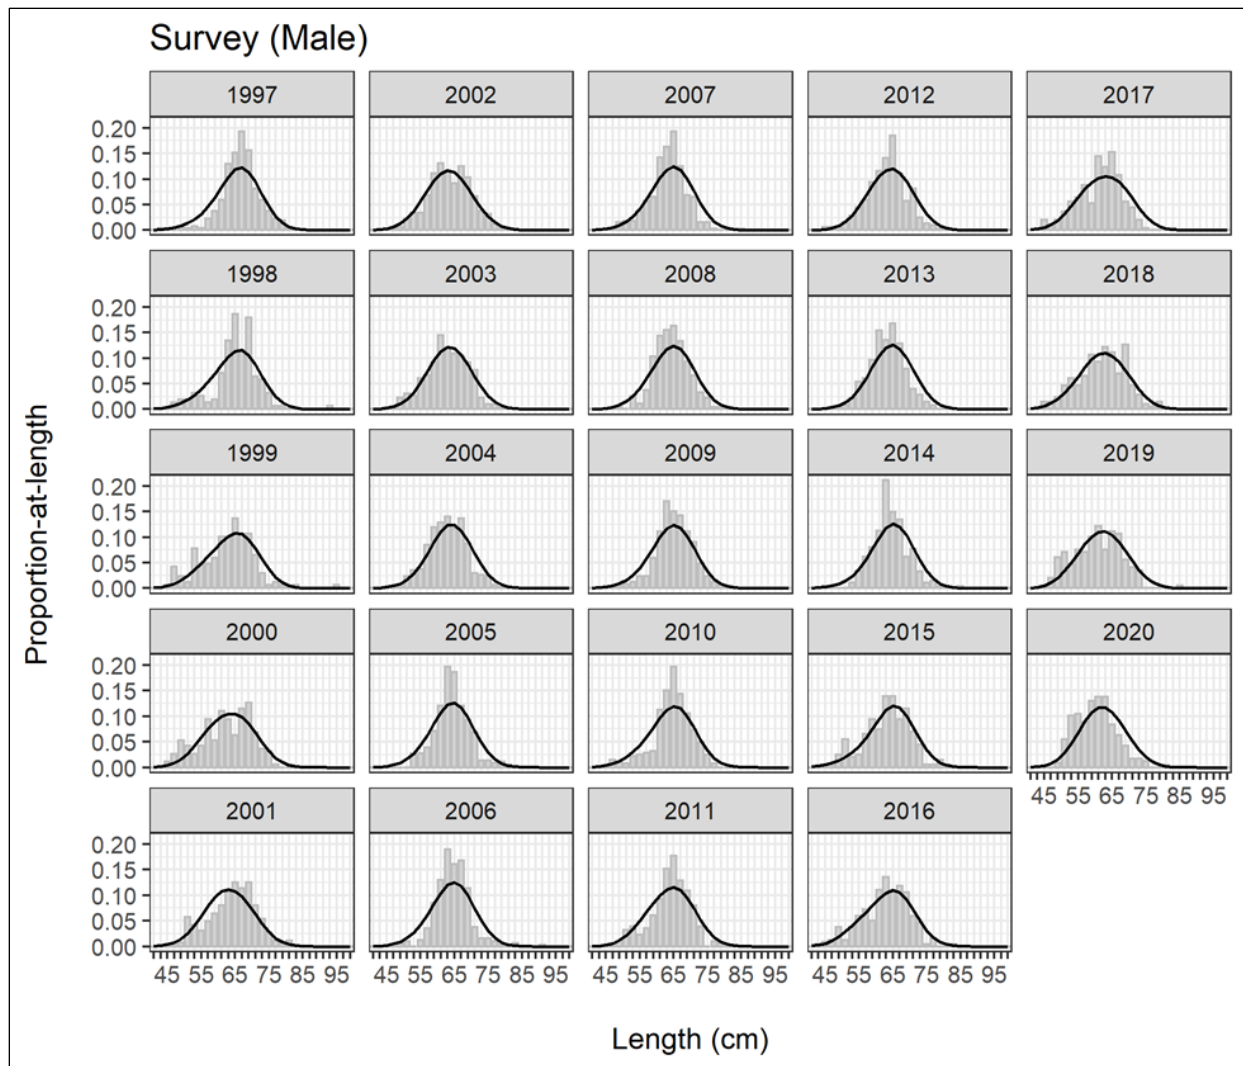 Survey (Male)
1997 2002 2007 2012 2017
0.20
0.15
0.10
0.05
0.00
1998 2003 2008 2013 2018
0.20
0.15
0.10
0.05
0.00
1999 2004 2009 2014 2019
0.20
0.15
0.10
0.05
0.00
2000 2005 2010 2015 2020
0.20
0.15
0.10
0.05
0.00
45 55 65 75 85 95
2001 2006 2011 2016
0.20
0.15
0.10
0.05
0.00
45 55 65 75 85 95 45 55 65 75 85 95 45 55 65 75 85 95 45 55 65 75 85 95
Proportion-at-length
Length (cm)